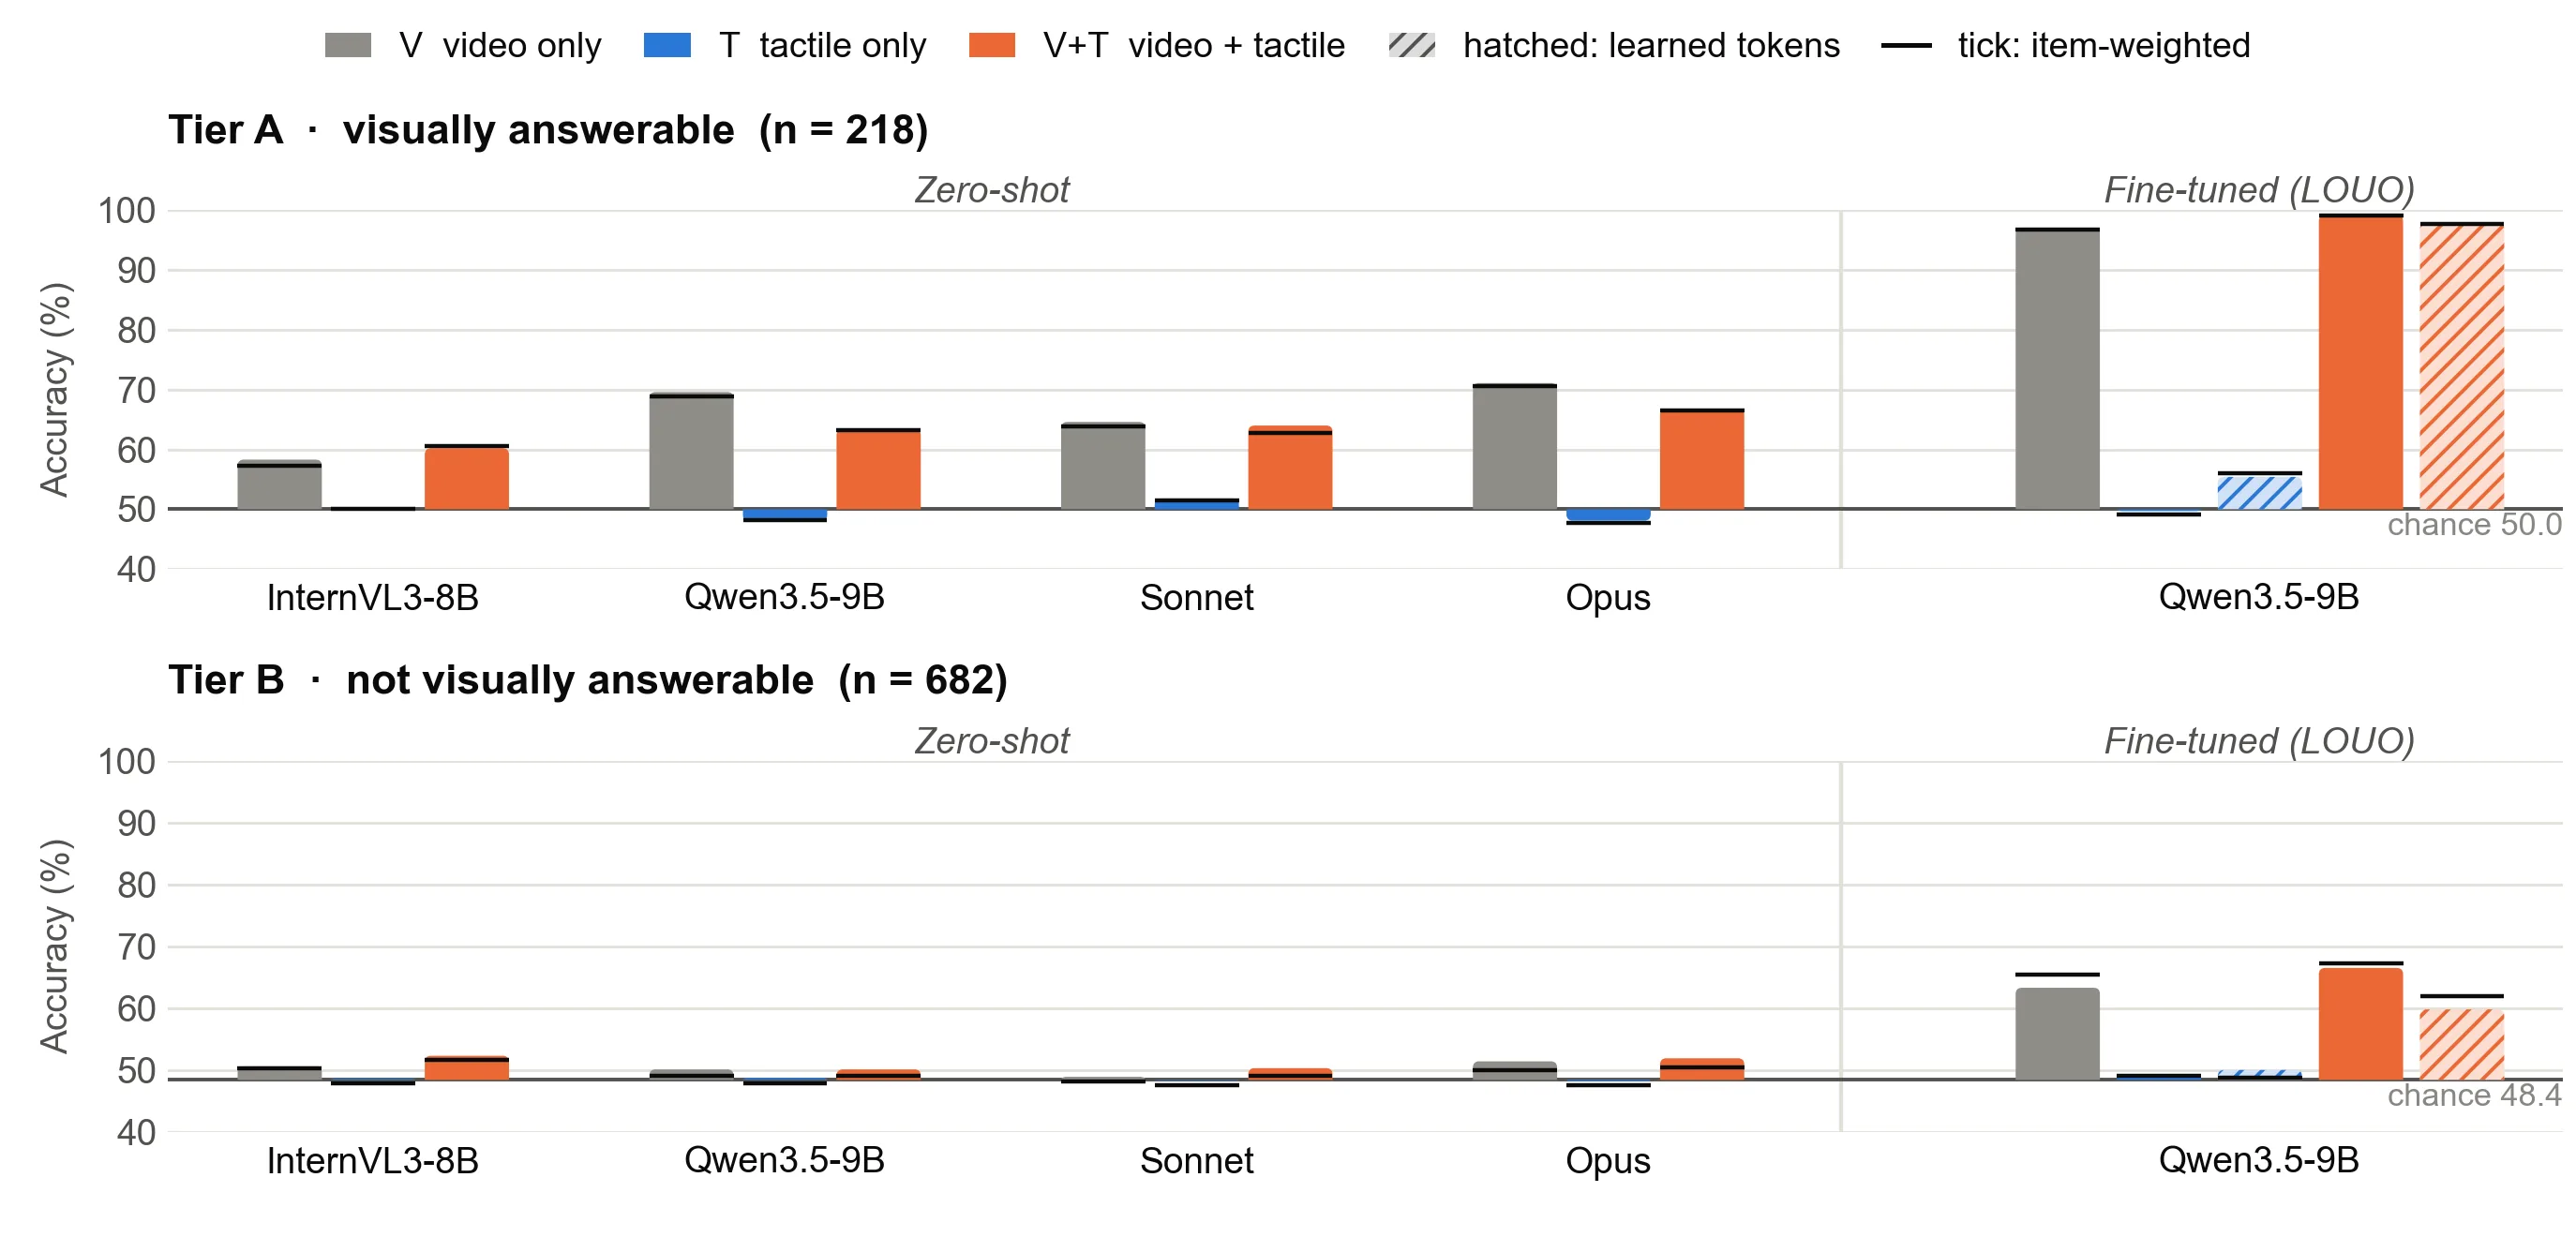 V video only T tactile only V+T video + tactile hatched: learned tokens tick: item-weighted
Tier A · visually answerable (n = 218)
Zero-shot Fine-tuned (LOUO)
Accuracy (%)
100
90
80
70
60
50
40
chance 50.0
InternVL3-8B Qwen3.5-9B Sonnet Opus Qwen3.5-9B
Tier B · not visually answerable (n = 682)
Zero-shot Fine-tuned (LOUO)
Accuracy (%)
100
90
80
70
60
50
40
chance 48.4
InternVL3-8B Qwen3.5-9B Sonnet Opus Qwen3.5-9B